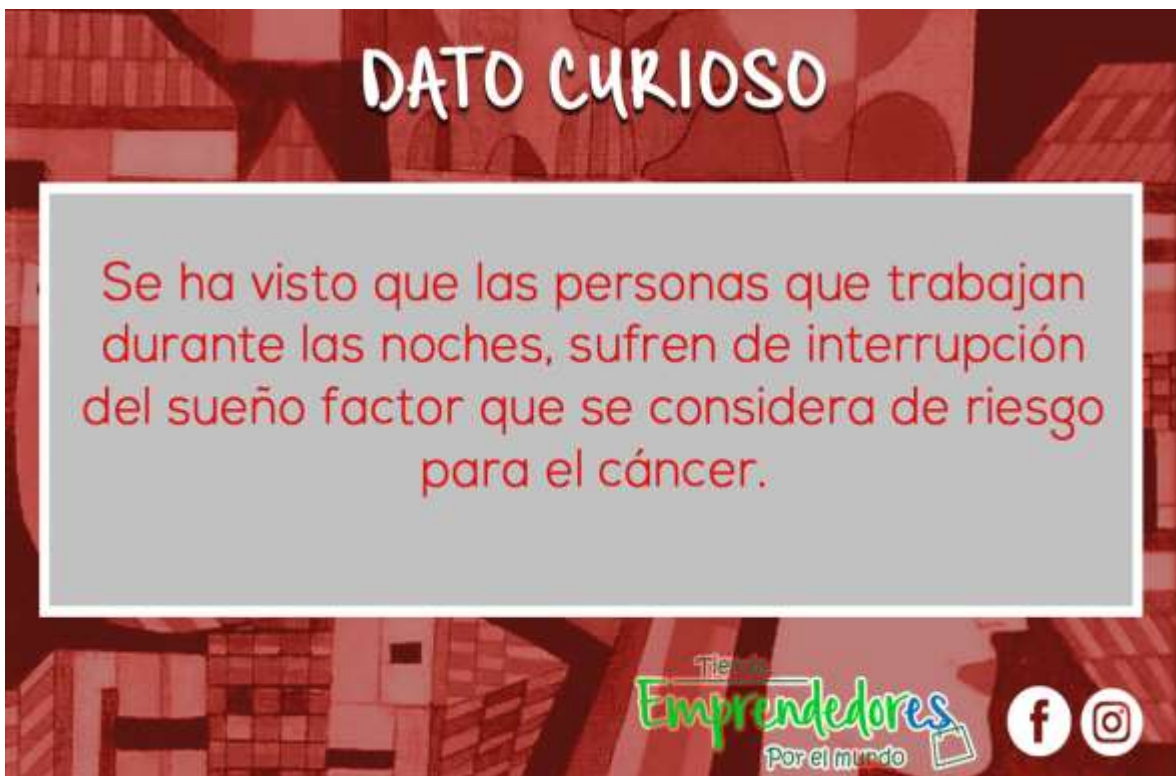 DATO CURIOSO
Se ha visto que las personas que trabajan
durante las noches, sufren de interrupción
del sueño factor que se considera de riesgo
para el cáncer.
Tienda
Emprendedores
Por el mundo
f